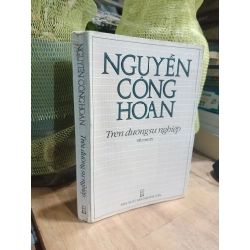 NGUYỄN
CÔNG
HOAN
Trên đường sự nghiệp
NGUYỄN CÔNG HOAN
Trên đường sự nghiệp